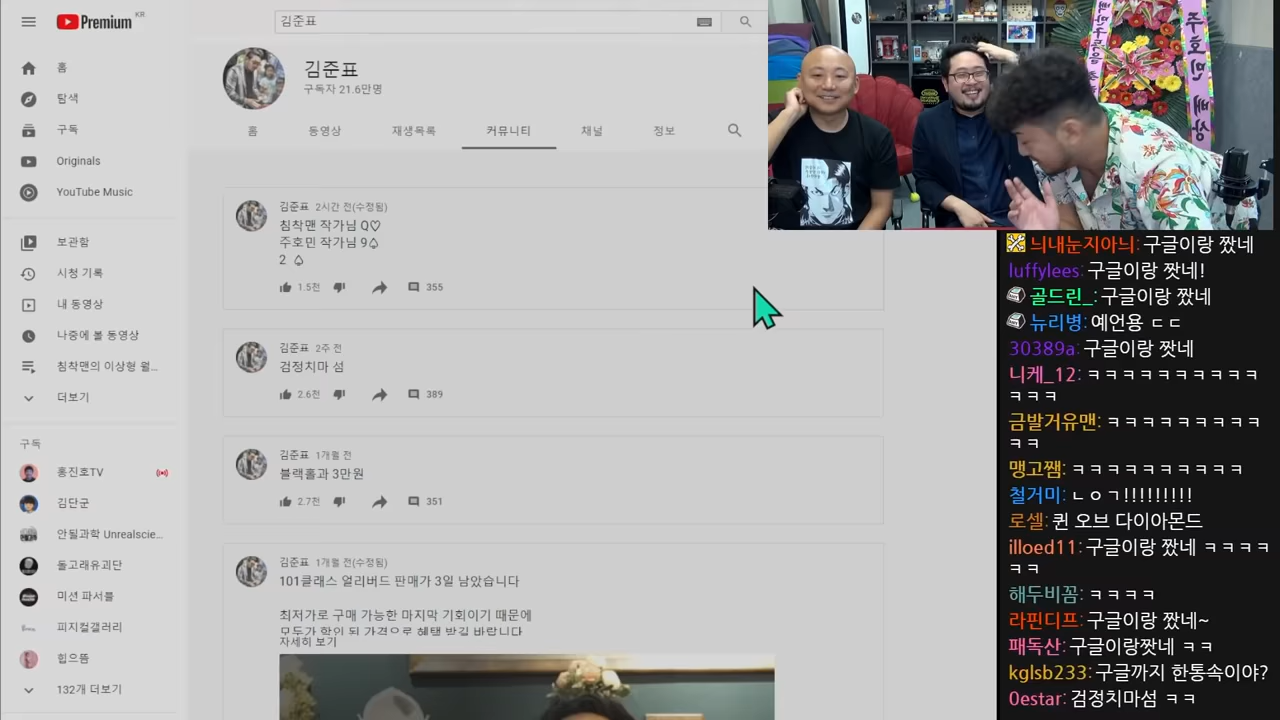 Premium KR
김준표
홈
탐색
구독
Originals
YouTube Music
보관함
시청 기록
내 동영상
나중에 볼 동영상
침착맨의 이상형 월...
더보기
구독
홍진호TV
김단군
안될과학 Unrealscie...
돌고래유괴단
미션 파서블
피지컬갤러리
힙으뜸
132개 더보기
김준표
구독자 21.6만명
홈 동영상 재생목록 커뮤니티 채널 정보
김준표 2시간 전(수정됨)
침착맨 작가님 Q♡
주호민 작가님 9♤
2 ♤
1.5천 355
김준표 2주 전
검정치마 섬
2.6천 389
김준표 1개월 전
블랙홀과 3만원
2.7천 351
김준표 1개월 전(수정됨)
101클래스 얼리버드 판매가 3일 남았습니다
최저가로 구매 가능한 마지막 기회이기 때문에
모두가 할인 된 가격으로 혜택 받길 바랍니다
자세히 보기
주호민
늬내눈지아늬: 구글이랑 짰네
luffylees: 구글이랑 짰네!
골드린_: 구글이랑 짰네
뉴리병: 예언용 ㄷㄷ
30389a: 구글이랑 짯네
니케_12: ㅋㅋㅋㅋㅋㅋㅋㅋㅋㅋ
ㅋㅋㅋ
금발거유맨: ㅋㅋㅋㅋㅋㅋㅋㅋㅋ
ㅋㅋ
맹고쨈: ㅋㅋㅋㅋㅋㅋㅋㅋㅋㅋ
철거미: ㄴㅇㄱ!!!!!!!!!
로셀: 퀸 오브 다이아몬드
illoed11: 구글이랑 짰네 ㅋㅋㅋㅋ
ㅋㅋ
해두비꼼: ㅋㅋㅋㅋ
라핀디프: 구글이랑 짰네~
패독산: 구글이랑짯네 ㅋㅋ
kglsb233: 구글까지 한통속이야?
0estar: 검정치마섬 ㅋㅋ